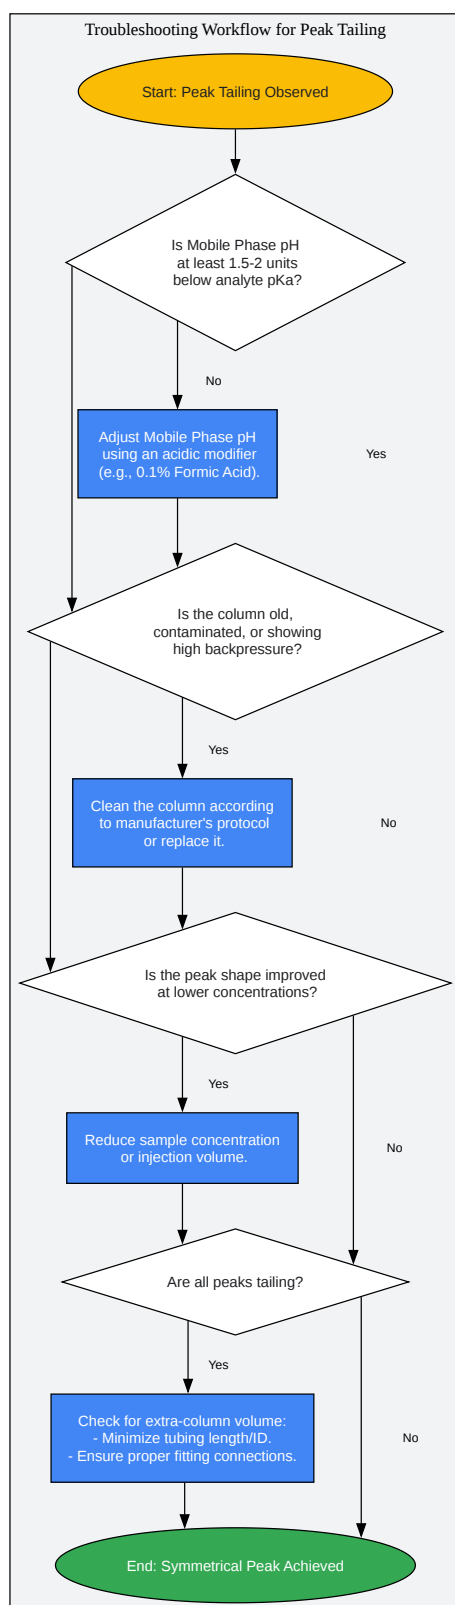 Troubleshooting Workflow for Peak Tailing
Start: Peak Tailing Observed
Is Mobile Phase pH
at least 1.5-2 units
below analyte pKa?
No
Adjust Mobile Phase pH
using an acidic modifier
(e.g., 0.1% Formic Acid).
Yes
Is the column old,
contaminated, or showing
high backpressure?
Yes
Clean the column according
to manufacturer's protocol
or replace it.
No
Is the peak shape improved
at lower concentrations?
Yes
Reduce sample concentration
or injection volume.
No
Are all peaks tailing?
Yes
Check for extra-column volume:
- Minimize tubing length/ID.
- Ensure proper fitting connections.
No
End: Symmetrical Peak Achieved